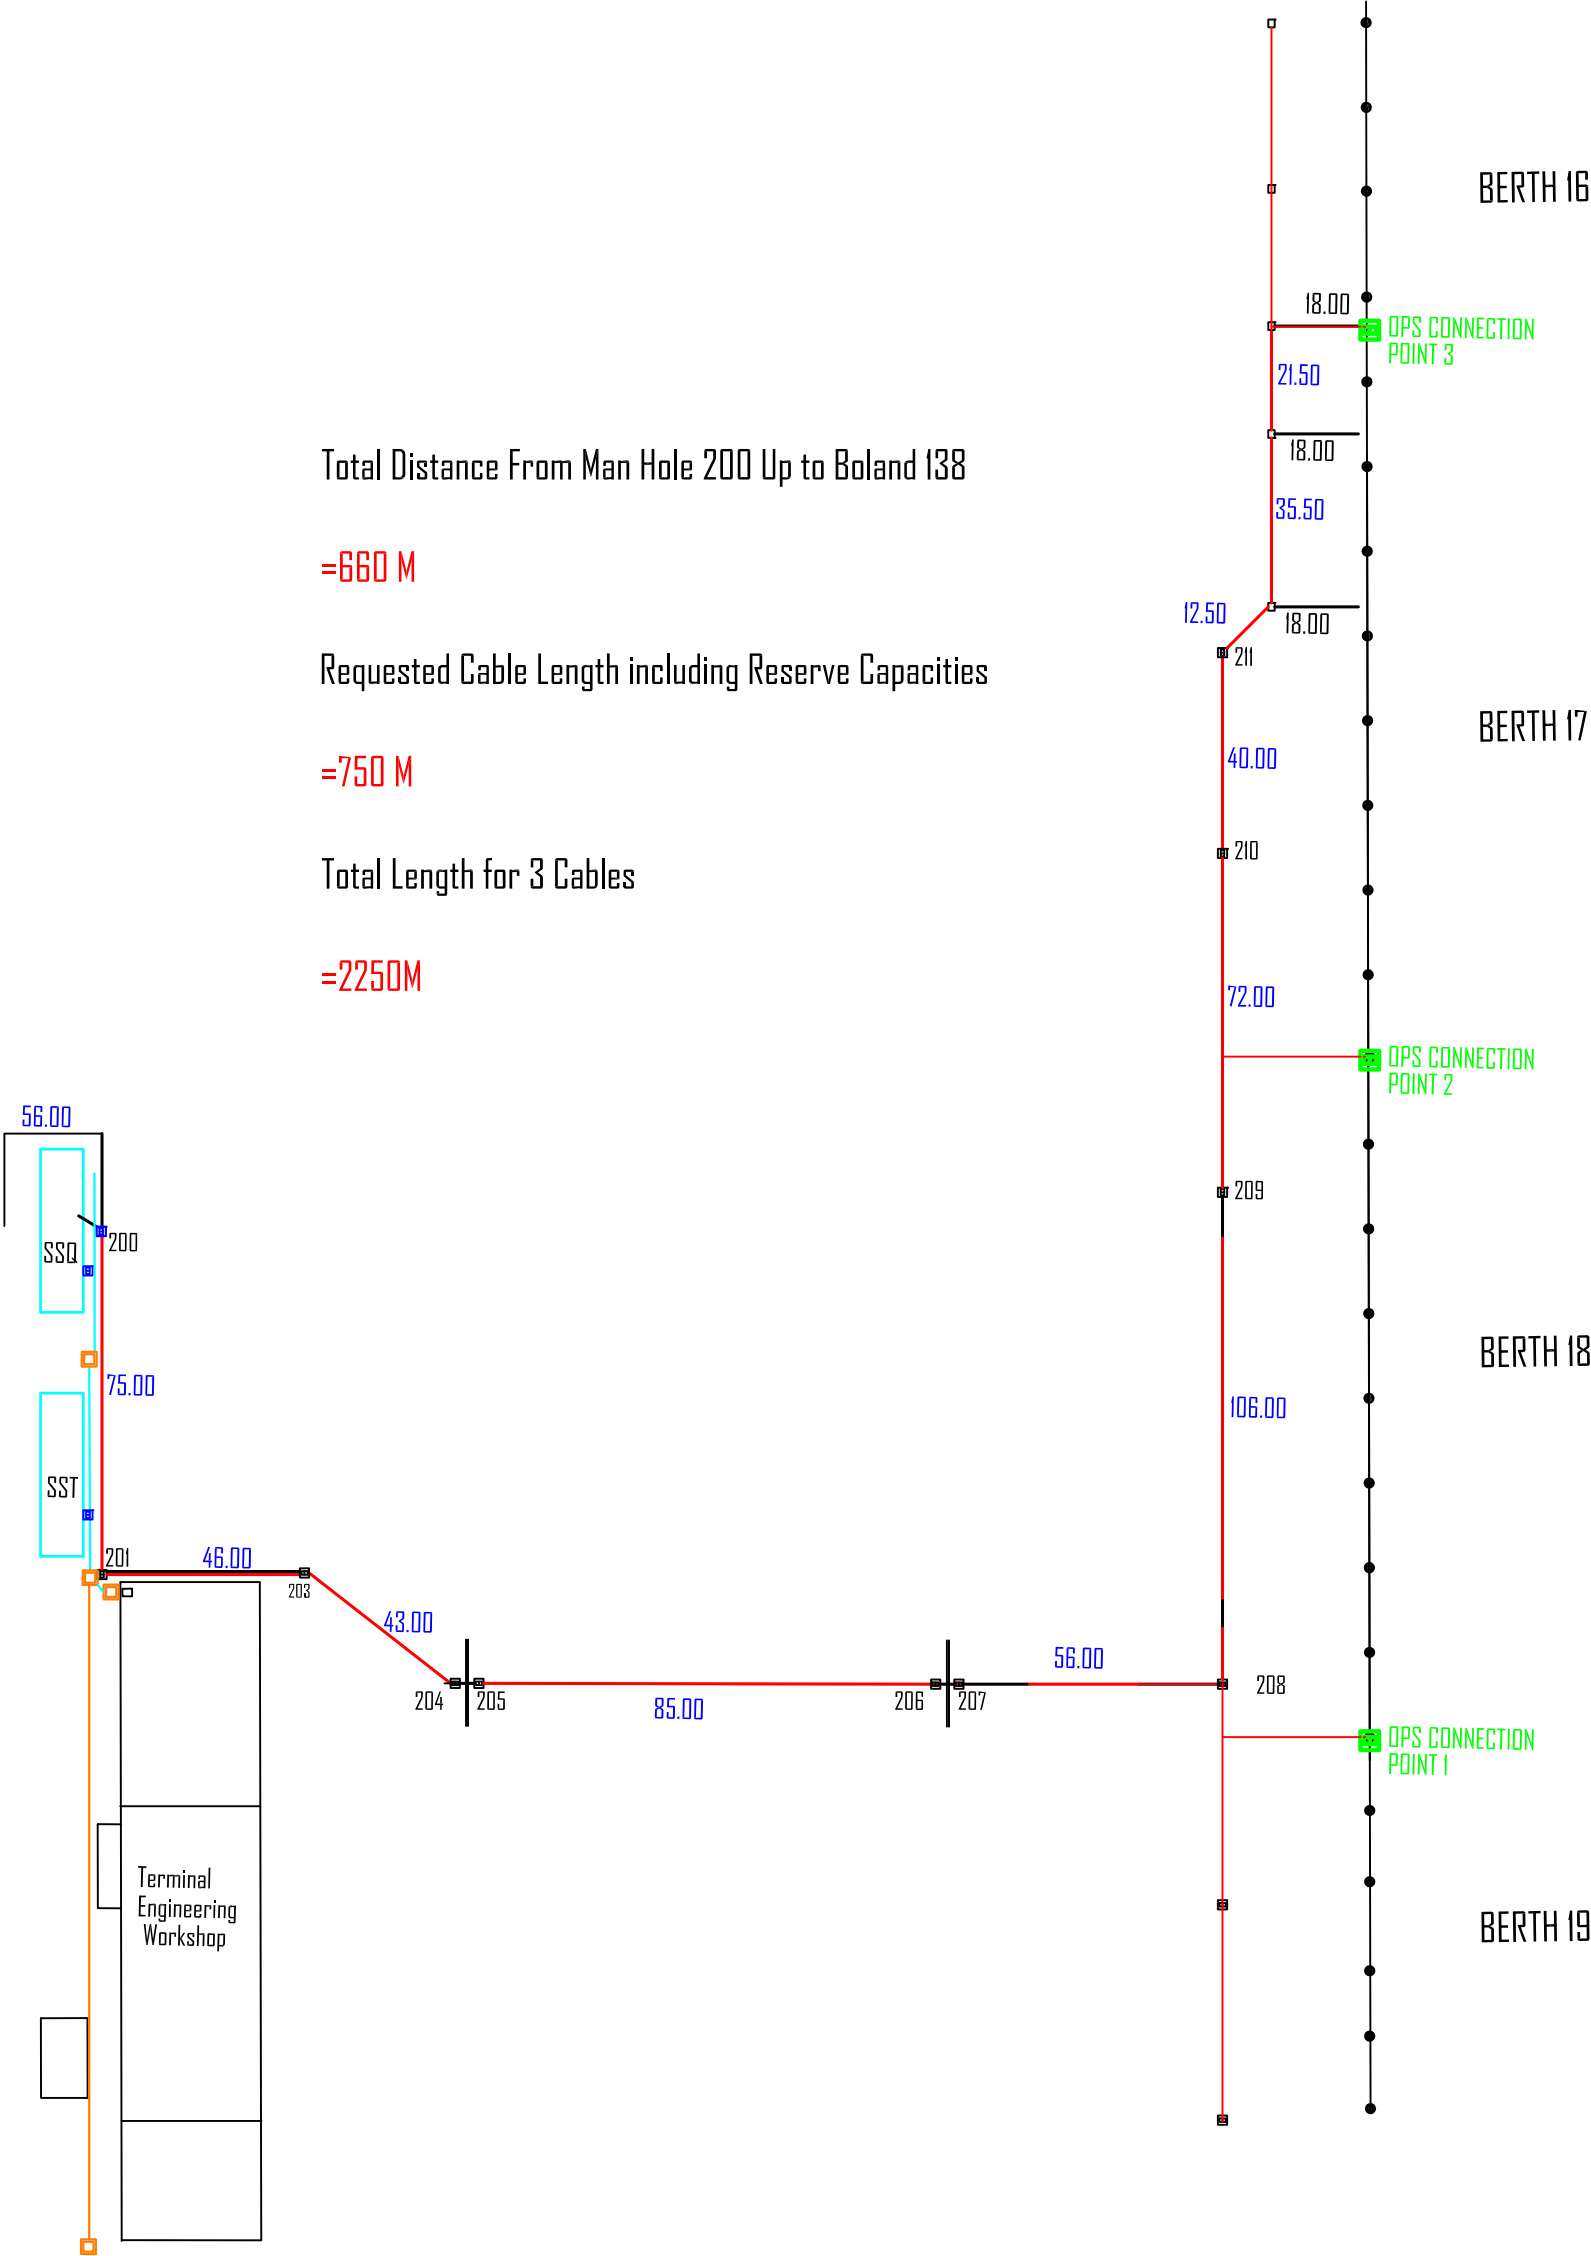 BERTH 16
18.00
OPS CONNECTION
POINT 3
21.50
18.00
35.50
12.50
18.00
211
Total Distance From Man Hole 200 Up to Boland 138
=660 M
Requested Cable Length including Reserve Capacities
=750 M
Total Length for 3 Cables
=2250M
BERTH 17
40.00
210
72.00
OPS CONNECTION
POINT 2
56.00
209
200
SSQ
BERTH 18
75.00
106.00
SST
201
46.00
203
43.00
56.00
204
205
85.00
206
207
208
OPS CONNECTION
POINT 1
Terminal
Engineering
Workshop
BERTH 19